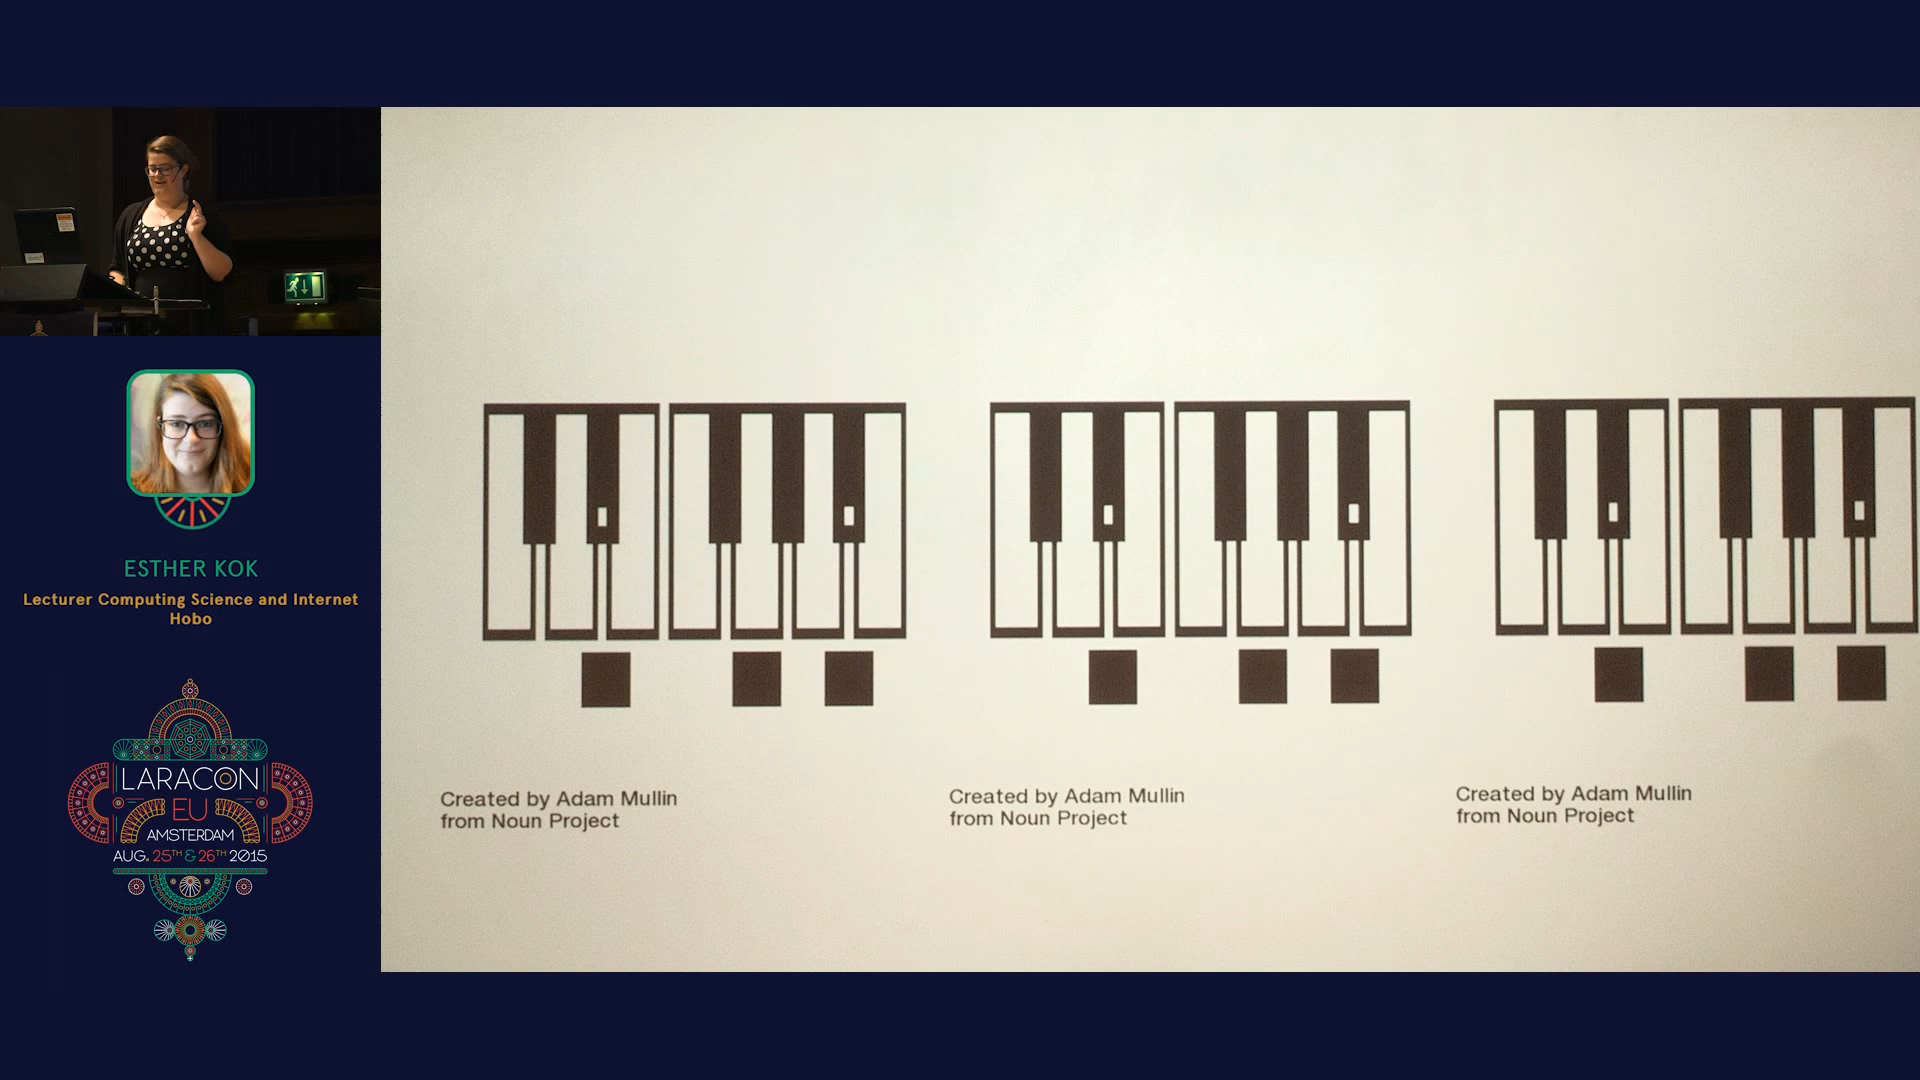 ESTHER KOK
Lecturer Computing Science and Internet
Hobo
LARACON
EU
AMSTERDAM
AUG. 25TH & 26TH 2015
Created by Adam Mullin
from Noun Project
Created by Adam Mullin
from Noun Project
Created by Adam Mullin
from Noun Project